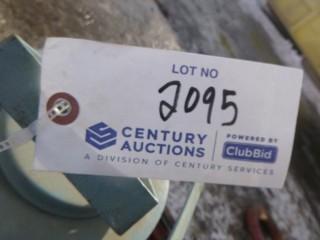 LOT NO
2095
CENTURY
AUCTIONS
POWERED BY
ClubBid
A DIVISION OF CENTURY SERVICES